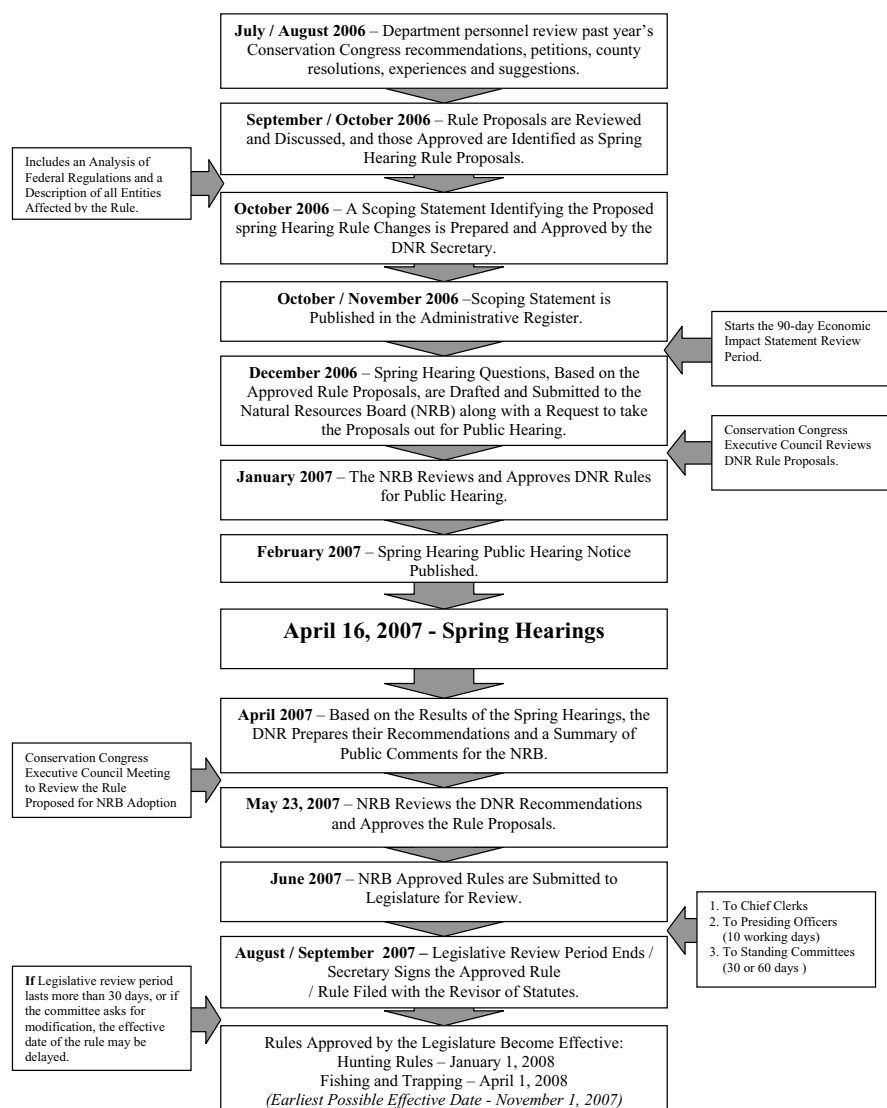 July / August 2006 – Department personnel review past year's
Conservation Congress recommendations, petitions, county
resolutions, experiences and suggestions.
September / October 2006 – Rule Proposals are Reviewed
and Discussed, and those Approved are Identified as Spring
Hearing Rule Proposals.
Includes an Analysis of
Federal Regulations and a
Description of all Entities
Affected by the Rule.
October 2006 – A Scoping Statement Identifying the Proposed
spring Hearing Rule Changes is Prepared and Approved by the
DNR Secretary.
October / November 2006 –Scoping Statement is
Published in the Administrative Register.
Starts the 90-day Economic
Impact Statement Review
Period.
December 2006 – Spring Hearing Questions, Based on the
Approved Rule Proposals, are Drafted and Submitted to the
Natural Resources Board (NRB) along with a Request to take
the Proposals out for Public Hearing.
Conservation Congress
Executive Council Reviews
DNR Rule Proposals.
January 2007 – The NRB Reviews and Approves DNR Rules
for Public Hearing.
February 2007 – Spring Hearing Public Hearing Notice
Published.
April 16, 2007 - Spring Hearings
April 2007 – Based on the Results of the Spring Hearings, the
DNR Prepares their Recommendations and a Summary of
Public Comments for the NRB.
Conservation Congress
Executive Council Meeting
to Review the Rule
Proposed for NRB Adoption
May 23, 2007 – NRB Reviews the DNR Recommendations
and Approves the Rule Proposals.
June 2007 – NRB Approved Rules are Submitted to
Legislature for Review.
1. To Chief Clerks
2. To Presiding Officers
(10 working days)
3. To Standing Committees
(30 or 60 days )
August / September 2007 – Legislative Review Period Ends /
Secretary Signs the Approved Rule
/ Rule Filed with the Revisor of Statutes.
If Legislative review period
lasts more than 30 days, or if
the committee asks for
modification, the effective
date of the rule may be
delayed.
Rules Approved by the Legislature Become Effective:
Hunting Rules – January 1, 2008
Fishing and Trapping – April 1, 2008
(Earliest Possible Effective Date - November 1, 2007)